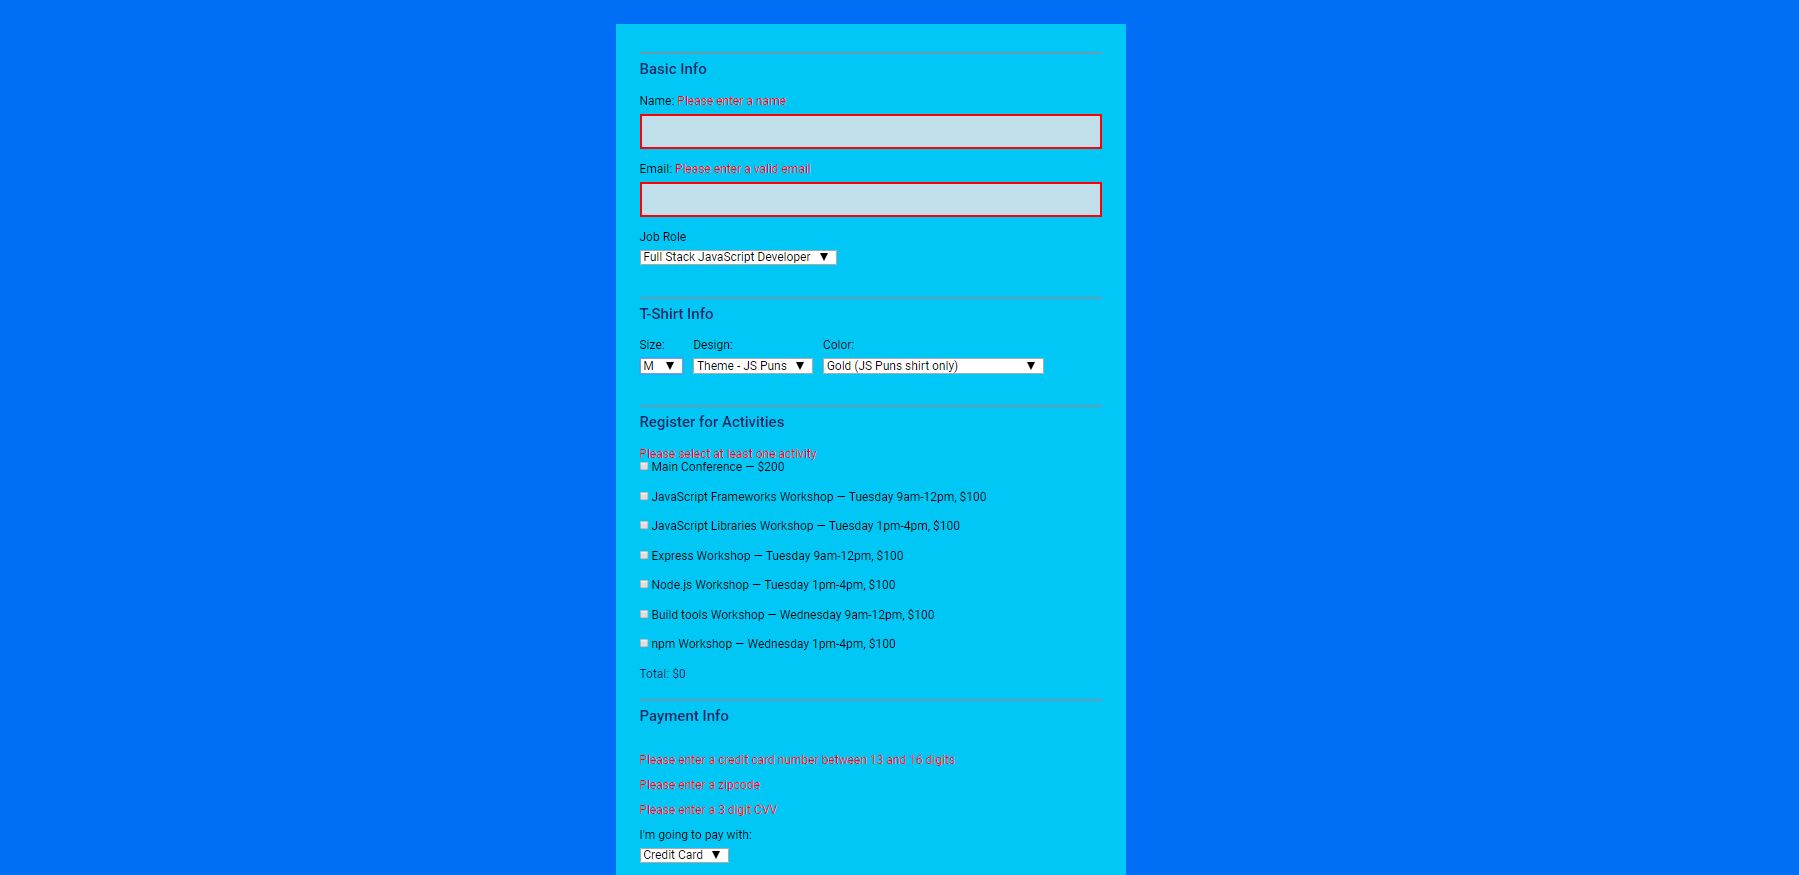 Basic Info
Name: Please enter a name
Email: Please enter a valid email
Job Role
Full Stack JavaScript Developer
T-Shirt Info
Size: Design: Color:
M Theme - JS Puns Gold (JS Puns shirt only)
Register for Activities
Please select at least one activity
Main Conference — $200
JavaScript Frameworks Workshop — Tuesday 9am-12pm, $100
JavaScript Libraries Workshop — Tuesday 1pm-4pm, $100
Express Workshop — Tuesday 9am-12pm, $100
Node.js Workshop — Tuesday 1pm-4pm, $100
Build tools Workshop — Wednesday 9am-12pm, $100
npm Workshop — Wednesday 1pm-4pm, $100
Total: $0
Payment Info
Please enter a credit card number between 13 and 16 digits
Please enter a zipcode
Please enter a 3 digit CVV
I'm going to pay with:
Credit Card